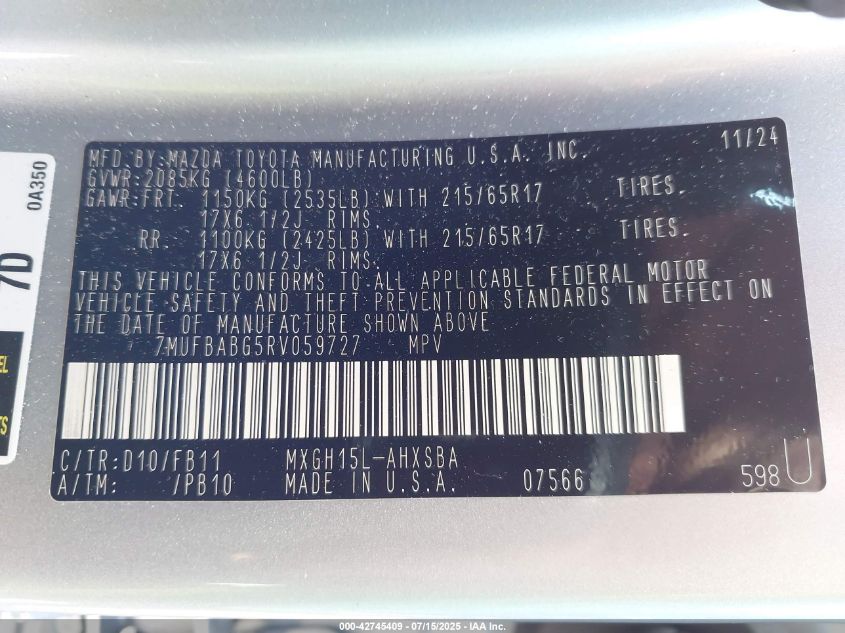 MFD.BY:MAZDA TOYOTA MANUFACTURING U.S.A. INC. 11/24
GVWR:2085KG (4600LB)
GAWR:FRT. 1150KG (2535LB) WITH 215/65R17 TIRES.
17X6 1/2J RIMS.
RR. 1100KG (2425LB) WITH 215/65R17 TIRES.
17X6 1/2J RIMS.
THIS VEHICLE CONFORMS TO ALL APPLICABLE FEDERAL MOTOR
VEHICLE SAFETY AND THEFT PREVENTION STANDARDS IN EFFECT ON
THE DATE OF MANUFACTURE SHOWN ABOVE
7MUFBABG5RV059727 MPV
C/TR:D10/FB11 MXGH15L-AHXSBA
A/TM: /PB10 MADE IN U.S.A. 07566 598 U
0A350
7D
000-42745409 - 07/15/2025 - IAA Inc.